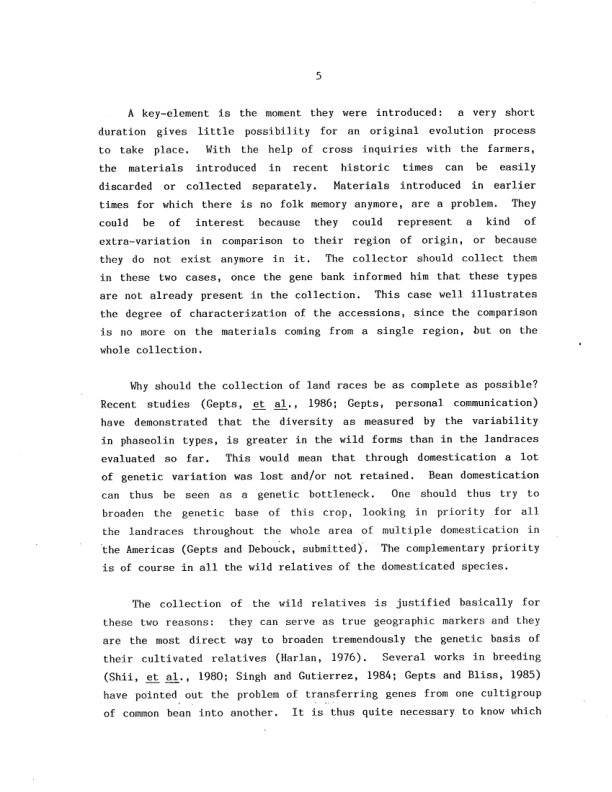 5
A key-element is the moment they were introduced: a very short
duration gives little possibility for an original evolution process
to take place. With the help of cross inquiries with the farmers,
the materials introduced in recent historic times can be easily
discarded or collected separately. Materials introduced in earlier
times for which there is no folk memory anymore, are a problem. They
could be of interest because they could represent a kind of
extra-variation in comparison to their region of origin, or because
they do not exist anymore in it. The collector should collect them
in these two cases, once the gene bank informed him that these types
are not already present in the collection. This case well illustrates
the degree of characterization of the accessions, since the comparison
is no more on the materials coming from a single region, but on the
whole collection.
Why should the collection of land races be as complete as possible?
Recent studies (Gepts, et al., 1986; Gepts, personal communication)
have demonstrated that the diversity as measured by the variability
in phaseolin types, is greater in the wild forms than in the landraces
evaluated so far. This would mean that through domestication a lot
of genetic variation was lost and/or not retained. Bean domestication
can thus be seen as a genetic bottleneck. One should thus try to
broaden the genetic base of this crop, looking in priority for all
the landraces throughout the whole area of multiple domestication in
the Americas (Gepts and Debouck, submitted). The complementary priority
is of course in all the wild relatives of the domesticated species.
The collection of the wild relatives is justified basically for
these two reasons: they can serve as true geographic markers and they
are the most direct way to broaden tremendously the genetic basis of
their cultivated relatives (Harlan, 1976). Several works in breeding
(Shii, et al., 1980; Singh and Gutierrez, 1984; Gepts and Bliss, 1985)
have pointed out the problem of transferring genes from one cultigroup
of common bean into another. It is thus quite necessary to know which